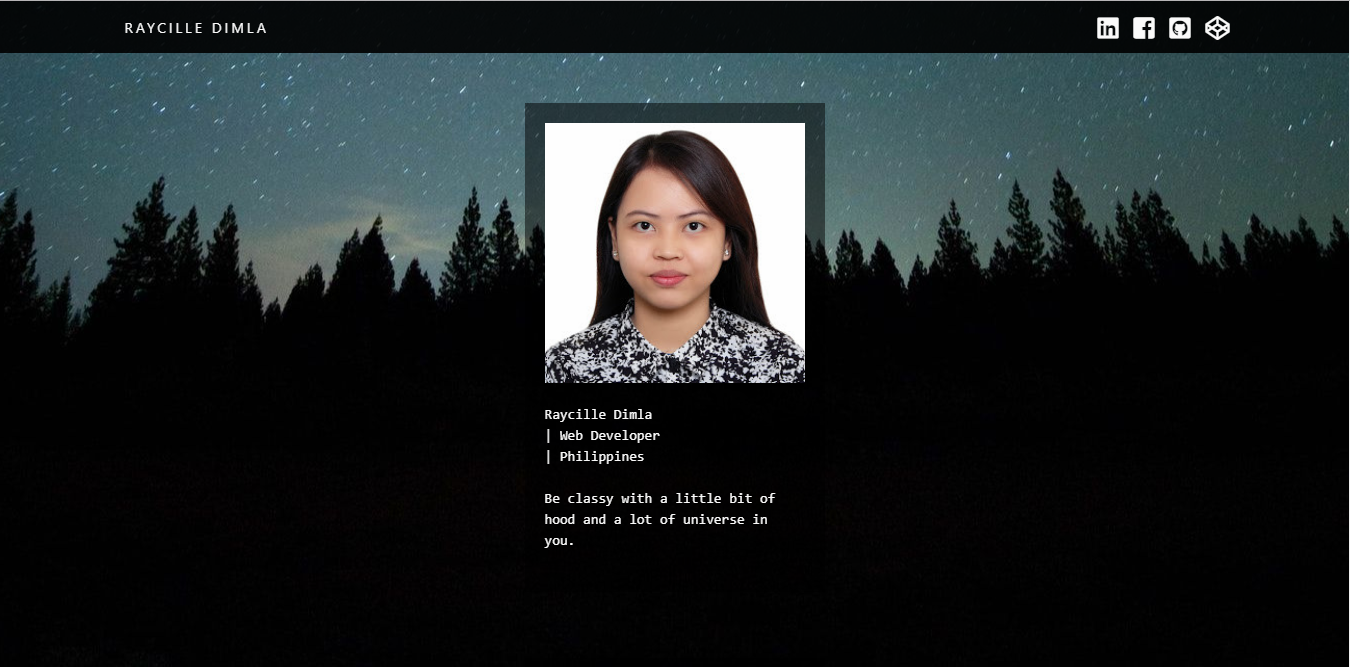 RAYCILLE DIMLA
Raycille Dimla
| Web Developer
| Philippines
Be classy with a little bit of
hood and a lot of universe in
you.